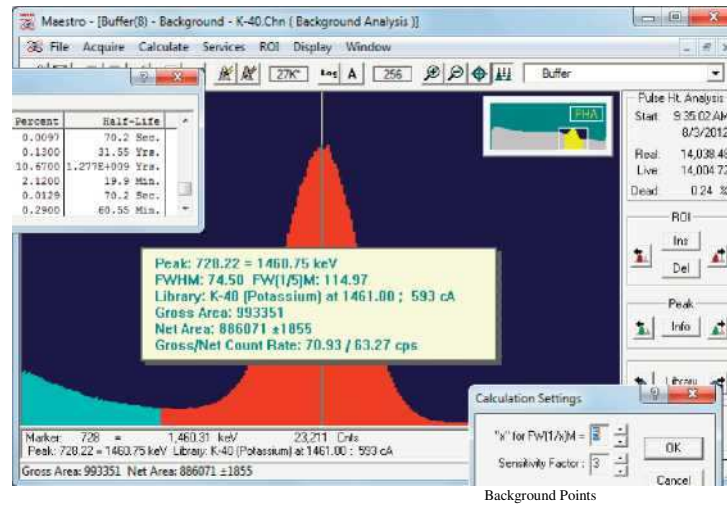 Maestro - [Buffer(8) - Background - K-40.Chn ( Background Analysis )]
File Acquire Calculate Services ROI Display Window
27K Log A 256 Buffer
Percent Half-Life
0.0097 70.2 Sec.
0.1300 31.55 Yrs.
10.6700 1.277E+009 Yrs.
2.1200 19.9 Min.
0.0129 70.2 Sec.
0.2900 60.55 Min.
PHA
Pulse Ht. Analysis
Start: 9:35:02 AM
8/3/2012
Real: 14,038.48
Live: 14,004.72
Dead: 0.24 %
ROI
Ins
Del
Peak
Info
Library
Peak: 728.22 = 1460.75 keV
FWHM: 74.50 FW(1/5)M: 114.97
Library: K-40 (Potassium) at 1461.00 ; 593 cA
Gross Area: 993351
Net Area: 886071 ±1855
Gross/Net Count Rate: 70.93 / 63.27 cps
Marker: 728 = 1,460.31 keV 23,211 Cnts
Peak: 728.22 = 1460.75 keV Library: K-40 (Potassium) at 1461.00 ; 593 cA
Gross Area: 993351 Net Area: 886071 ±1855
Calculation Settings
"x" for FW(1/x)M =
Sensitivity Factor : 3
OK
Cancel
Background Points